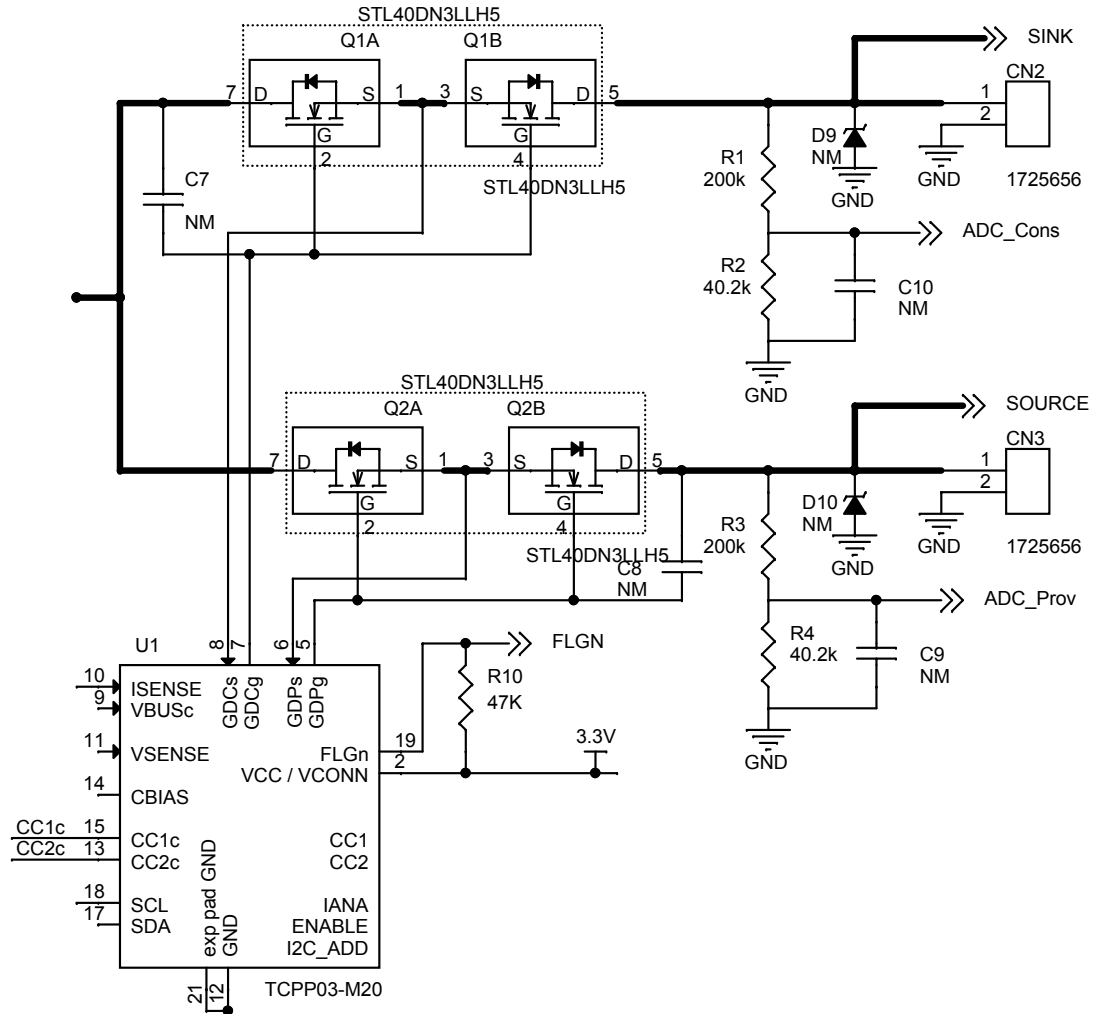 STL40DN3LLH5
Q1A Q1B
7 D S 1 3 S D 5
G G
2 4
STL40DN3LLH5
SINK
CN2
1
2
GND
1725656
D9
NM
GND
R1
200k
C7
NM
ADC_Cons
R2
40.2k
C10
NM
GND
STL40DN3LLH5
Q2A Q2B
7 D S 1 3 S D 5
G G
2 4
STL40DN3LLH5
C8
NM
SOURCE
CN3
1
2
GND
1725656
D10
NM
GND
R3
200k
ADC_Prov
R4
40.2k
C9
NM
GND
U1
8 7 6 5
GDCs GDCg GDPs GDPg
FLGN
R10
47K
3.3V
10 ISENSE
9 VBUSc
11 VSENSE
FLGn 19
VCC / VCONN 2
14 CBIAS
CC1c 15 CC1c
CC2c 13 CC2c
CC1
CC2
18 SCL
17 SDA
IANA
ENABLE
I2C_ADD
exp pad GND
GND
21 12
TCPP03-M20